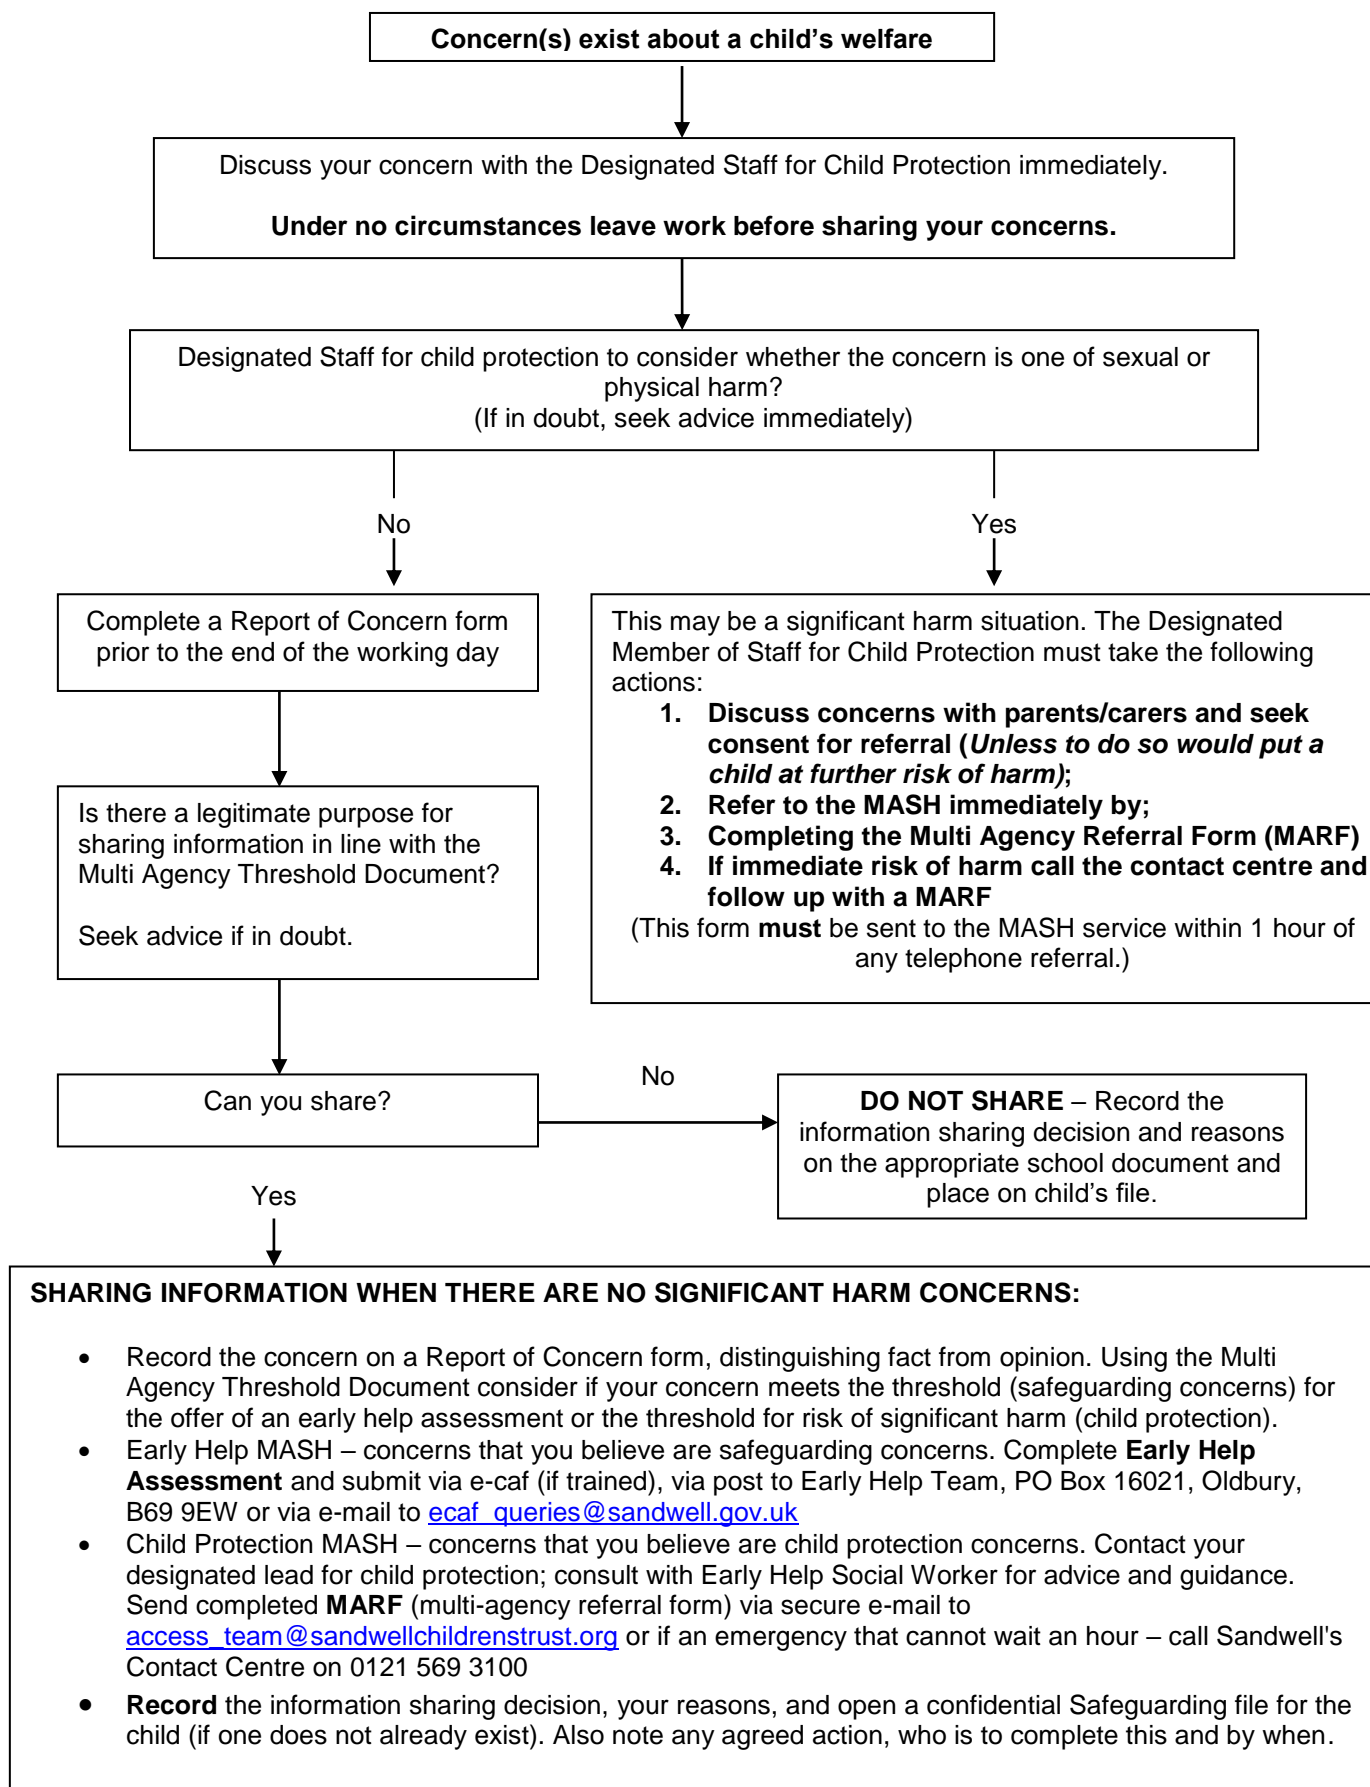 Concern(s) exist about a child's welfare
Discuss your concern with the Designated Staff for Child Protection immediately.
Under no circumstances leave work before sharing your concerns.
Designated Staff for child protection to consider whether the concern is one of sexual or
physical harm?
(If in doubt, seek advice immediately)
No
Yes
Complete a Report of Concern form
prior to the end of the working day
This may be a significant harm situation. The Designated
Member of Staff for Child Protection must take the following
actions:
1. Discuss concerns with parents/carers and seek
consent for referral (Unless to do so would put a
child at further risk of harm);
2. Refer to the MASH immediately by;
3. Completing the Multi Agency Referral Form (MARF)
4. If immediate risk of harm call the contact centre and
follow up with a MARF
(This form must be sent to the MASH service within 1 hour of
any telephone referral.)
Is there a legitimate purpose for
sharing information in line with the
Multi Agency Threshold Document?
Seek advice if in doubt.
Can you share?
No
DO NOT SHARE – Record the
information sharing decision and reasons
on the appropriate school document and
place on child's file.
Yes
SHARING INFORMATION WHEN THERE ARE NO SIGNIFICANT HARM CONCERNS:
• Record the concern on a Report of Concern form, distinguishing fact from opinion. Using the Multi
Agency Threshold Document consider if your concern meets the threshold (safeguarding concerns) for
the offer of an early help assessment or the threshold for risk of significant harm (child protection).
• Early Help MASH – concerns that you believe are safeguarding concerns. Complete Early Help
Assessment and submit via e-caf (if trained), via post to Early Help Team, PO Box 16021, Oldbury,
B69 9EW or via e-mail to ecaf_queries@sandwell.gov.uk
• Child Protection MASH – concerns that you believe are child protection concerns. Contact your
designated lead for child protection; consult with Early Help Social Worker for advice and guidance.
Send completed MARF (multi-agency referral form) via secure e-mail to
access_team@sandwellchildrenstrust.org or if an emergency that cannot wait an hour – call Sandwell's
Contact Centre on 0121 569 3100
• Record the information sharing decision, your reasons, and open a confidential Safeguarding file for the
child (if one does not already exist). Also note any agreed action, who is to complete this and by when.